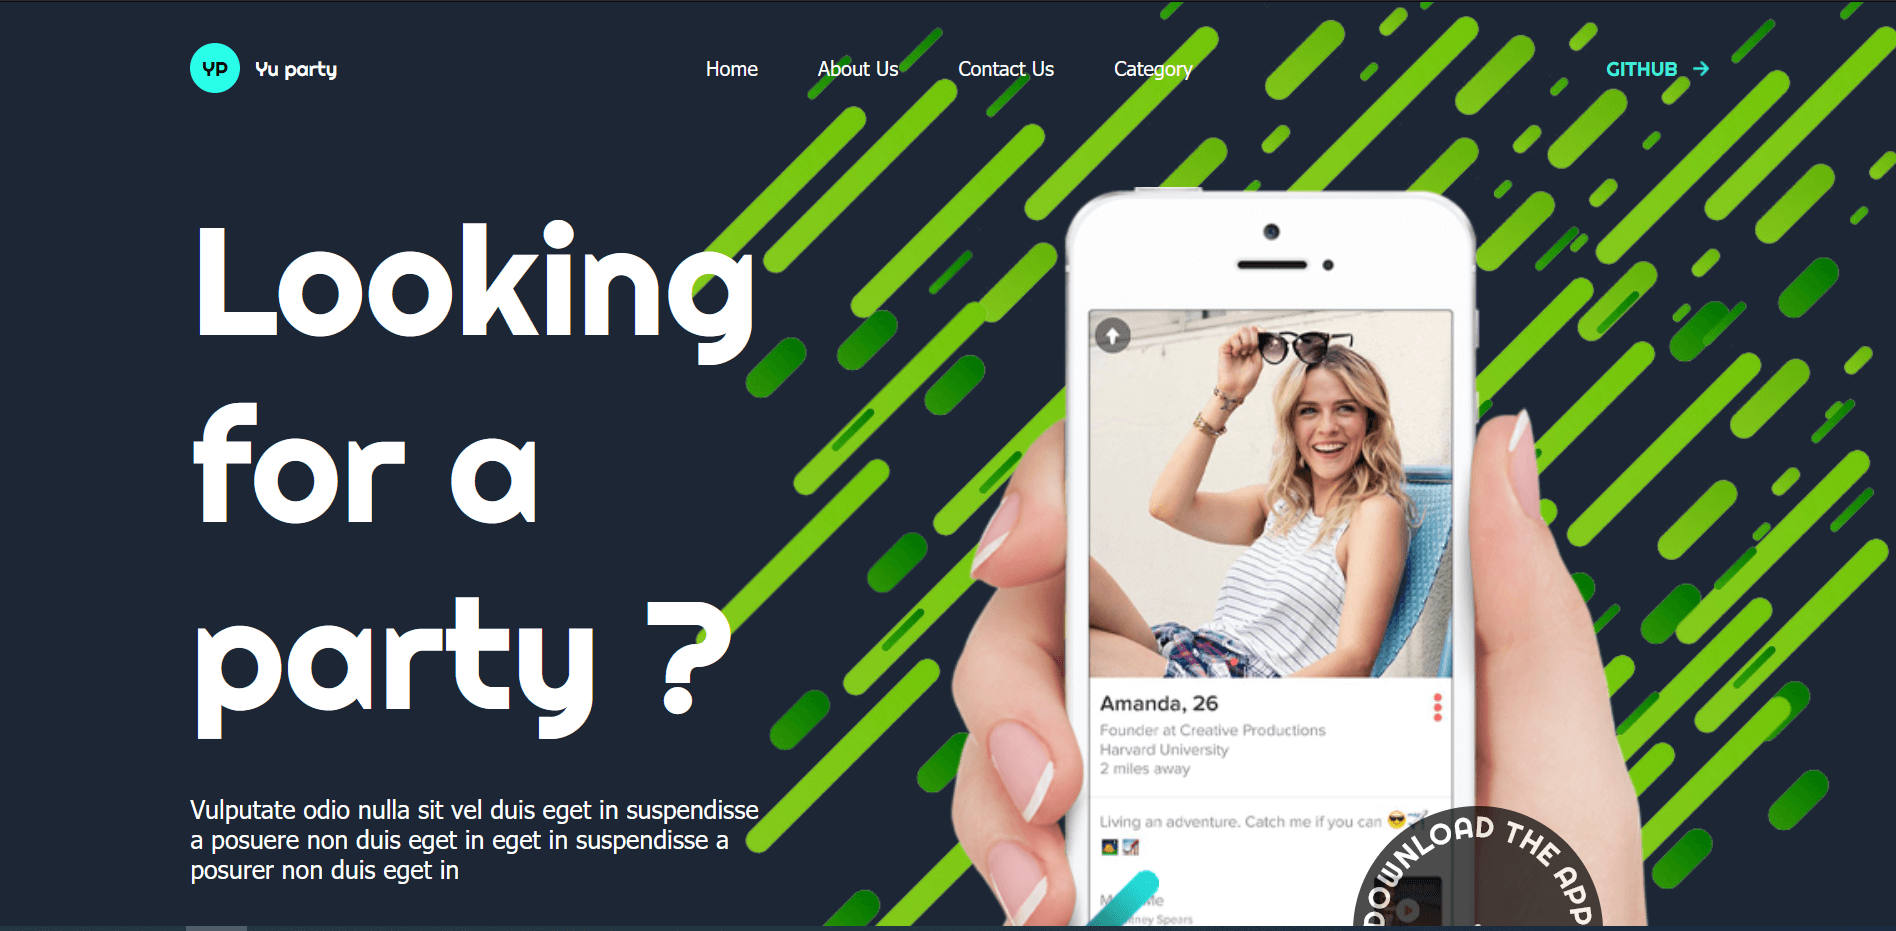 YP Yu party
Home About Us Contact Us Category
GITHUB
Looking
for a
party ?
Vulputate odio nulla sit vel duis eget in suspendisse
a posuere non duis eget in eget in suspendisse a
posurer non duis eget in
Amanda, 26
Founder at Creative Productions
Harvard University
2 miles away
Living an adventure. Catch me if you can
Spears
DOWNLOAD THE APP